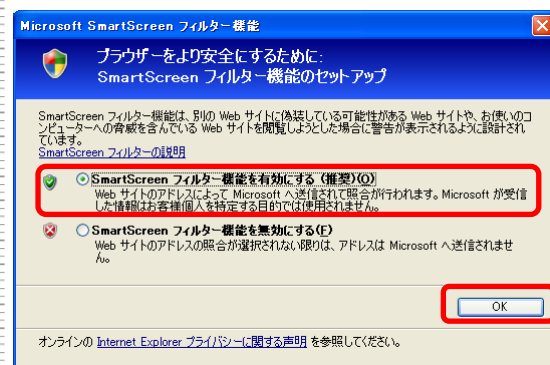 Microsoft SmartScreen フィルター機能
ブラウザーをより安全にするために:
SmartScreen フィルター機能のセットアップ
SmartScreen フィルター機能は、別の Web サイトに偽装している可能性がある Web サイトや、お使いのコ
ンピューターへの脅威を含んでいる Web サイトを閲覧しようとした場合に警告が表示されるように設計され
ています。
SmartScreen フィルターの説明
SmartScreen フィルター機能を有効にする (推奨)(O)
Web サイトのアドレスによって Microsoft へ送信されて照合が行われます。Microsoft が受信
した情報はお客様個人を特定する目的では使用されません。
SmartScreen フィルター機能を無効にする(F)
Web サイトのアドレスの照合が選択されない限りは、アドレスは Microsoft へ送信されませ
ん。
OK
オンラインの Internet Explorer プライバシーに関する声明 を参照してください。